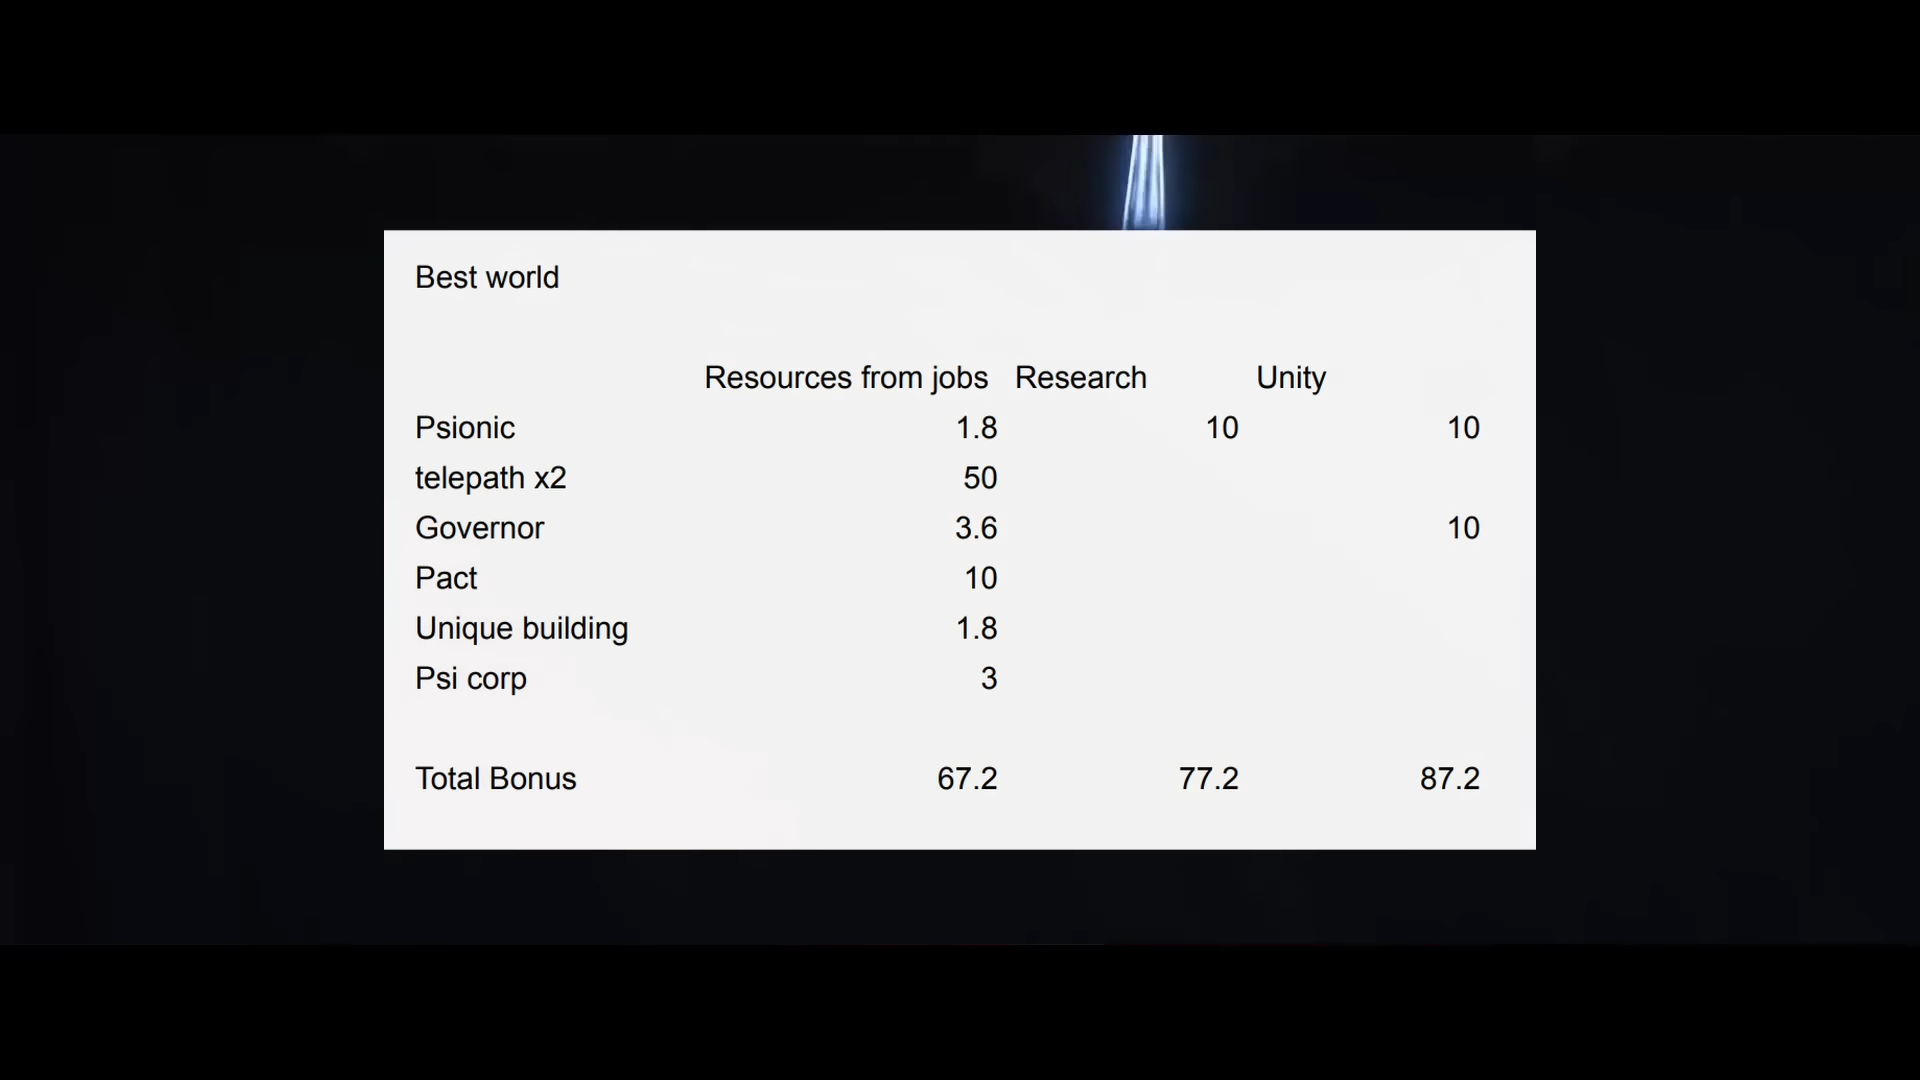 Best world
Resources from jobs Research Unity
Psionic 1.8 10 10
telepath x2 50
Governor 3.6 10
Pact 10
Unique building 1.8
Psi corp 3
Total Bonus 67.2 77.2 87.2